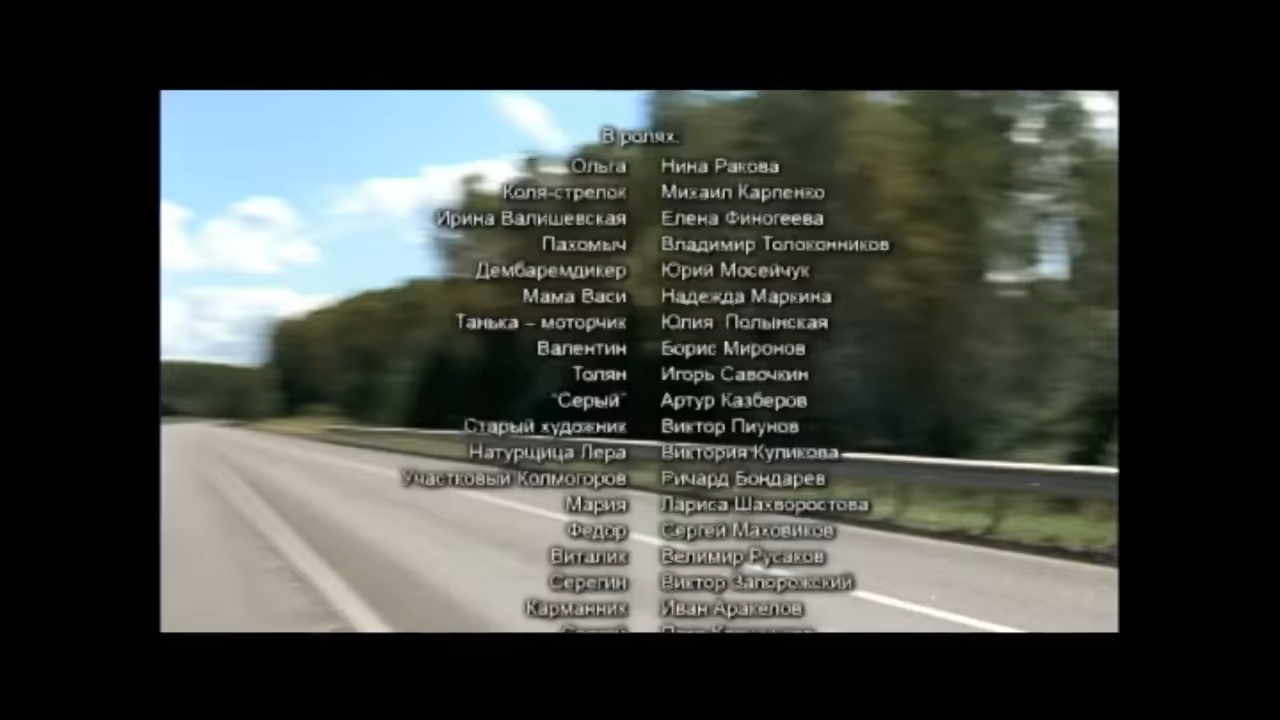 В ролях:
Ольга Нина Ракова
Коля-стрелок Михаил Карпенко
Ирина Валишевская Елена Финогеева
Пахомыч Владимир Толоконников
Дембаремдикер Юрий Мосейчук
Мама Васи Надежда Маркина
Танька – моторчик Юлия Полынская
Валентин Борис Миронов
Толян Игорь Савочкин
"Серый" Артур Казберов
Старый художник Виктор Пиунов
Натурщица Лера Виктория Куликова
Участковый Колмогоров Ричард Бондарев
Мария Лариса Шахворостова
Федор Сергей Маховиков
Виталик Велимир Русаков
Серегин Виктор Запорожский
Карманник Иван Аракелов